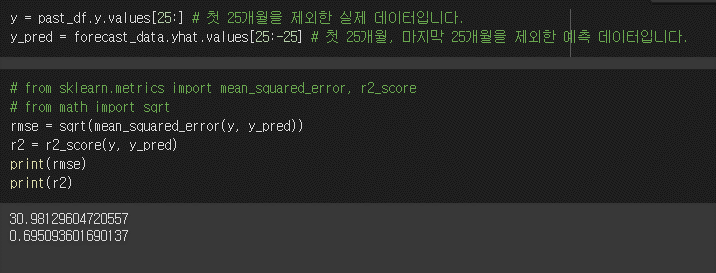 y = past_df.y.values[25:] # 첫 25개월을 제외한 실제 데이터입니다.
y_pred = forecast_data.yhat.values[25:-25] # 첫 25개월, 마지막 25개월을 제외한 예측 데이터입니다.
# from sklearn.metrics import mean_squared_error, r2_score
# from math import sqrt
rmse = sqrt(mean_squared_error(y, y_pred))
r2 = r2_score(y, y_pred)
print(rmse)
print(r2)
30.98129604720557
0.695093601690137